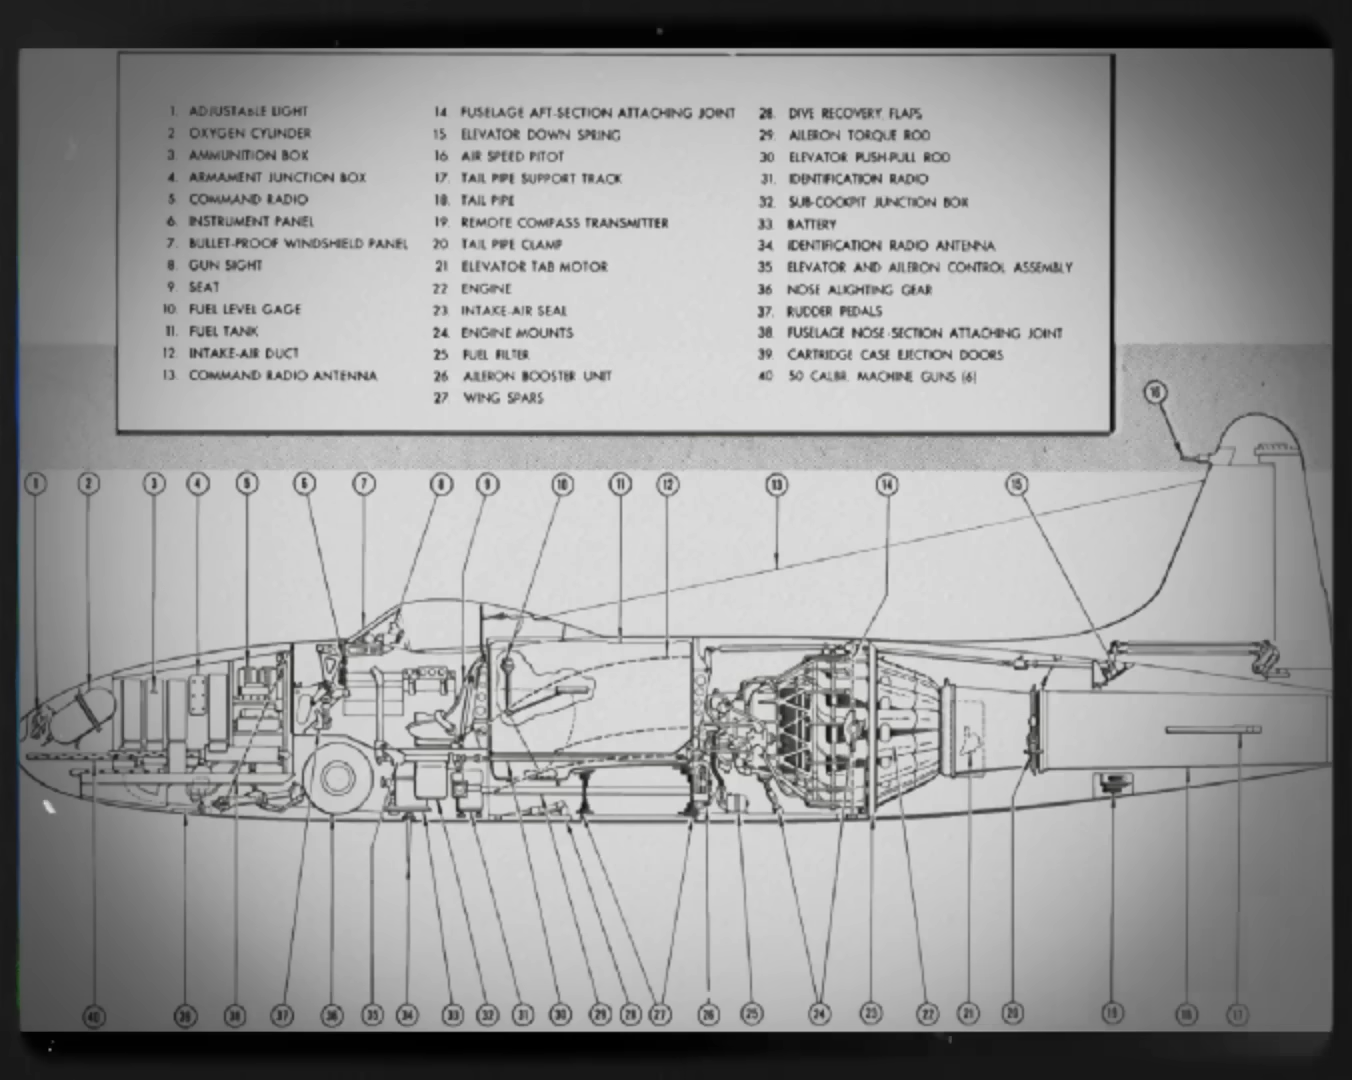 1. ADJUSTABLE LIGHT
2 OXYGEN CYLINDER
3. AMMUNITION BOX
4. ARMAMENT JUNCTION BOX
5. COMMAND RADIO
6. INSTRUMENT PANEL
7. BULLET-PROOF WINDSHIELD PANEL
8. GUN SIGHT
9. SEAT
10. FUEL LEVEL GAGE
11. FUEL TANK
12. INTAKE-AIR DUCT
13. COMMAND RADIO ANTENNA
14. FUSELAGE AFT-SECTION ATTACHING JOINT
15 ELEVATOR DOWN SPRING
16. AIR SPEED PITOT
17. TAIL PIPE SUPPORT TRACK
18. TAIL PIPE
19. REMOTE COMPASS TRANSMITTER
20. TAIL PIPE CLAMP
21 ELEVATOR TAB MOTOR
22 ENGINE
23. INTAKE-AIR SEAL
24. ENGINE MOUNTS
25 FUEL FILTER
26 AILERON BOOSTER UNIT
27. WING SPARS
28. DIVE RECOVERY FLAPS
29. AILERON TORQUE ROD
30 ELEVATOR PUSH-PULL ROD
31. IDENTIFICATION RADIO
32. SUB-COCKPIT JUNCTION BOX
33. BATTERY
34. IDENTIFICATION RADIO ANTENNA
35 ELEVATOR AND AILERON CONTROL ASSEMBLY
36 NOSE ALIGHTING GEAR
37. RUDDER PEDALS
38. FUSELAGE NOSE-SECTION ATTACHING JOINT
39. CARTRIDGE CASE EJECTION DOORS
40 50 CALBR. MACHINE GUNS (6)
16
1 2 3 4 5 6 7 8 9 10 11 12 13 14 15
40 39 38 37 36 35 34 33 32 31 30 29 28 27 26 25 24 23 22 21 20 19 18 17